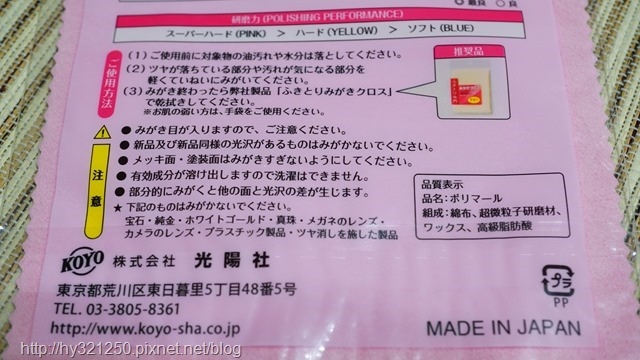 ◎最良 ○良
研磨力 (POLISHING PERFORMANCE)
スーパーハード(PINK) > ハード(YELLOW) > ソフト(BLUE)
ご使用方法
(1) ご使用前に対象物の油汚れや水分は落としてください。
(2) ツヤが落ちている部分や汚れが気になる部分を
軽くていねいにみがいてください。
(3) みがき終わったら弊社製品「ふきとりみがきクロス」
で乾拭きしてください。
※お肌の弱い方は、手袋をご使用ください。
推奨品
注意
● みがき目が入りますので、ご注意ください。
● 新品及び新品同様の光沢があるものはみがかないでください。
● メッキ面・塗装面はみがきすぎないようにしてください。
● 有効成分が溶け出しますので洗濯はできません。
● 部分的にみがくと他の面と光沢の差が生じます。
★ 下記のものはみがかないでください。
宝石・純金・ホワイトゴールド・真珠・メガネのレンズ・
カメラのレンズ・プラスチック製品・ツヤ消しを施した製品
品質表示
品名：ポリマール
組成：綿布、超微粒子研磨材、
ワックス、高級脂肪酸
KOYO 株式会社 光陽社
東京都荒川区東日暮里5丁目48番5号
TEL. 03-3805-8361
http://www.koyo-sha.co.jp
プラ
PP
MADE IN JAPAN
http://hy321250.pixnet.net/blog